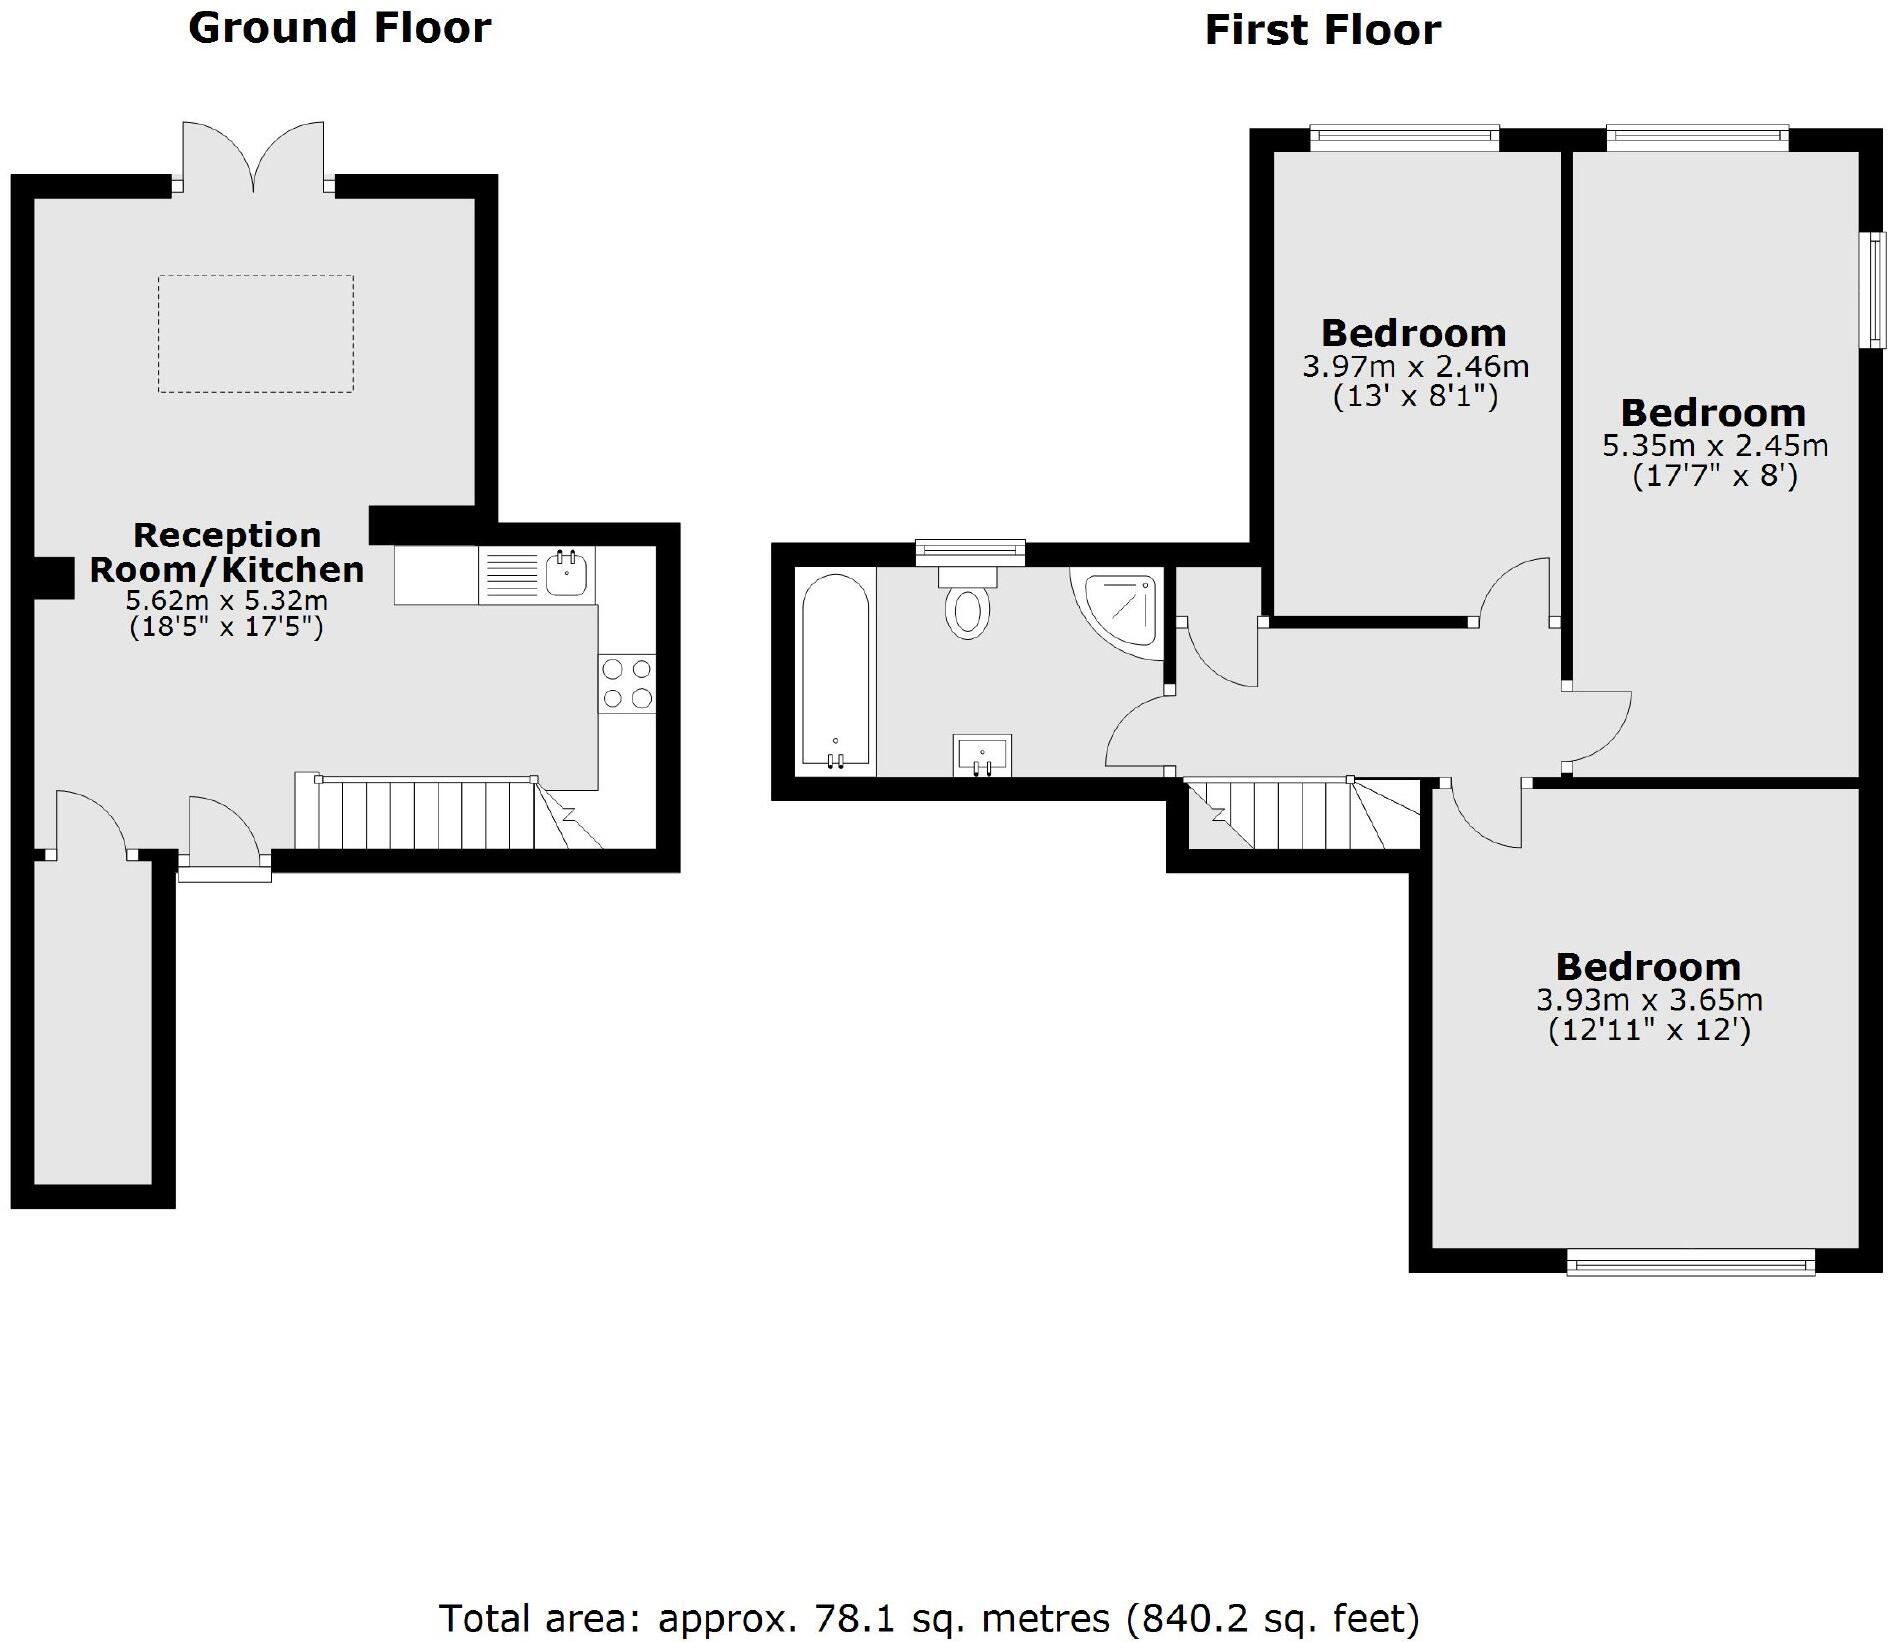 Ground Floor
First Floor
Reception
Room/Kitchen
5.62m x 5.32m
(18'5" x 17'5")
Bedroom
3.97m x 2.46m
(13' x 8'1")
Bedroom
5.35m x 2.45m
(17'7" x 8')
Bedroom
3.93m x 3.65m
(12'11" x 12')
Total area: approx. 78.1 sq. metres (840.2 sq. feet)